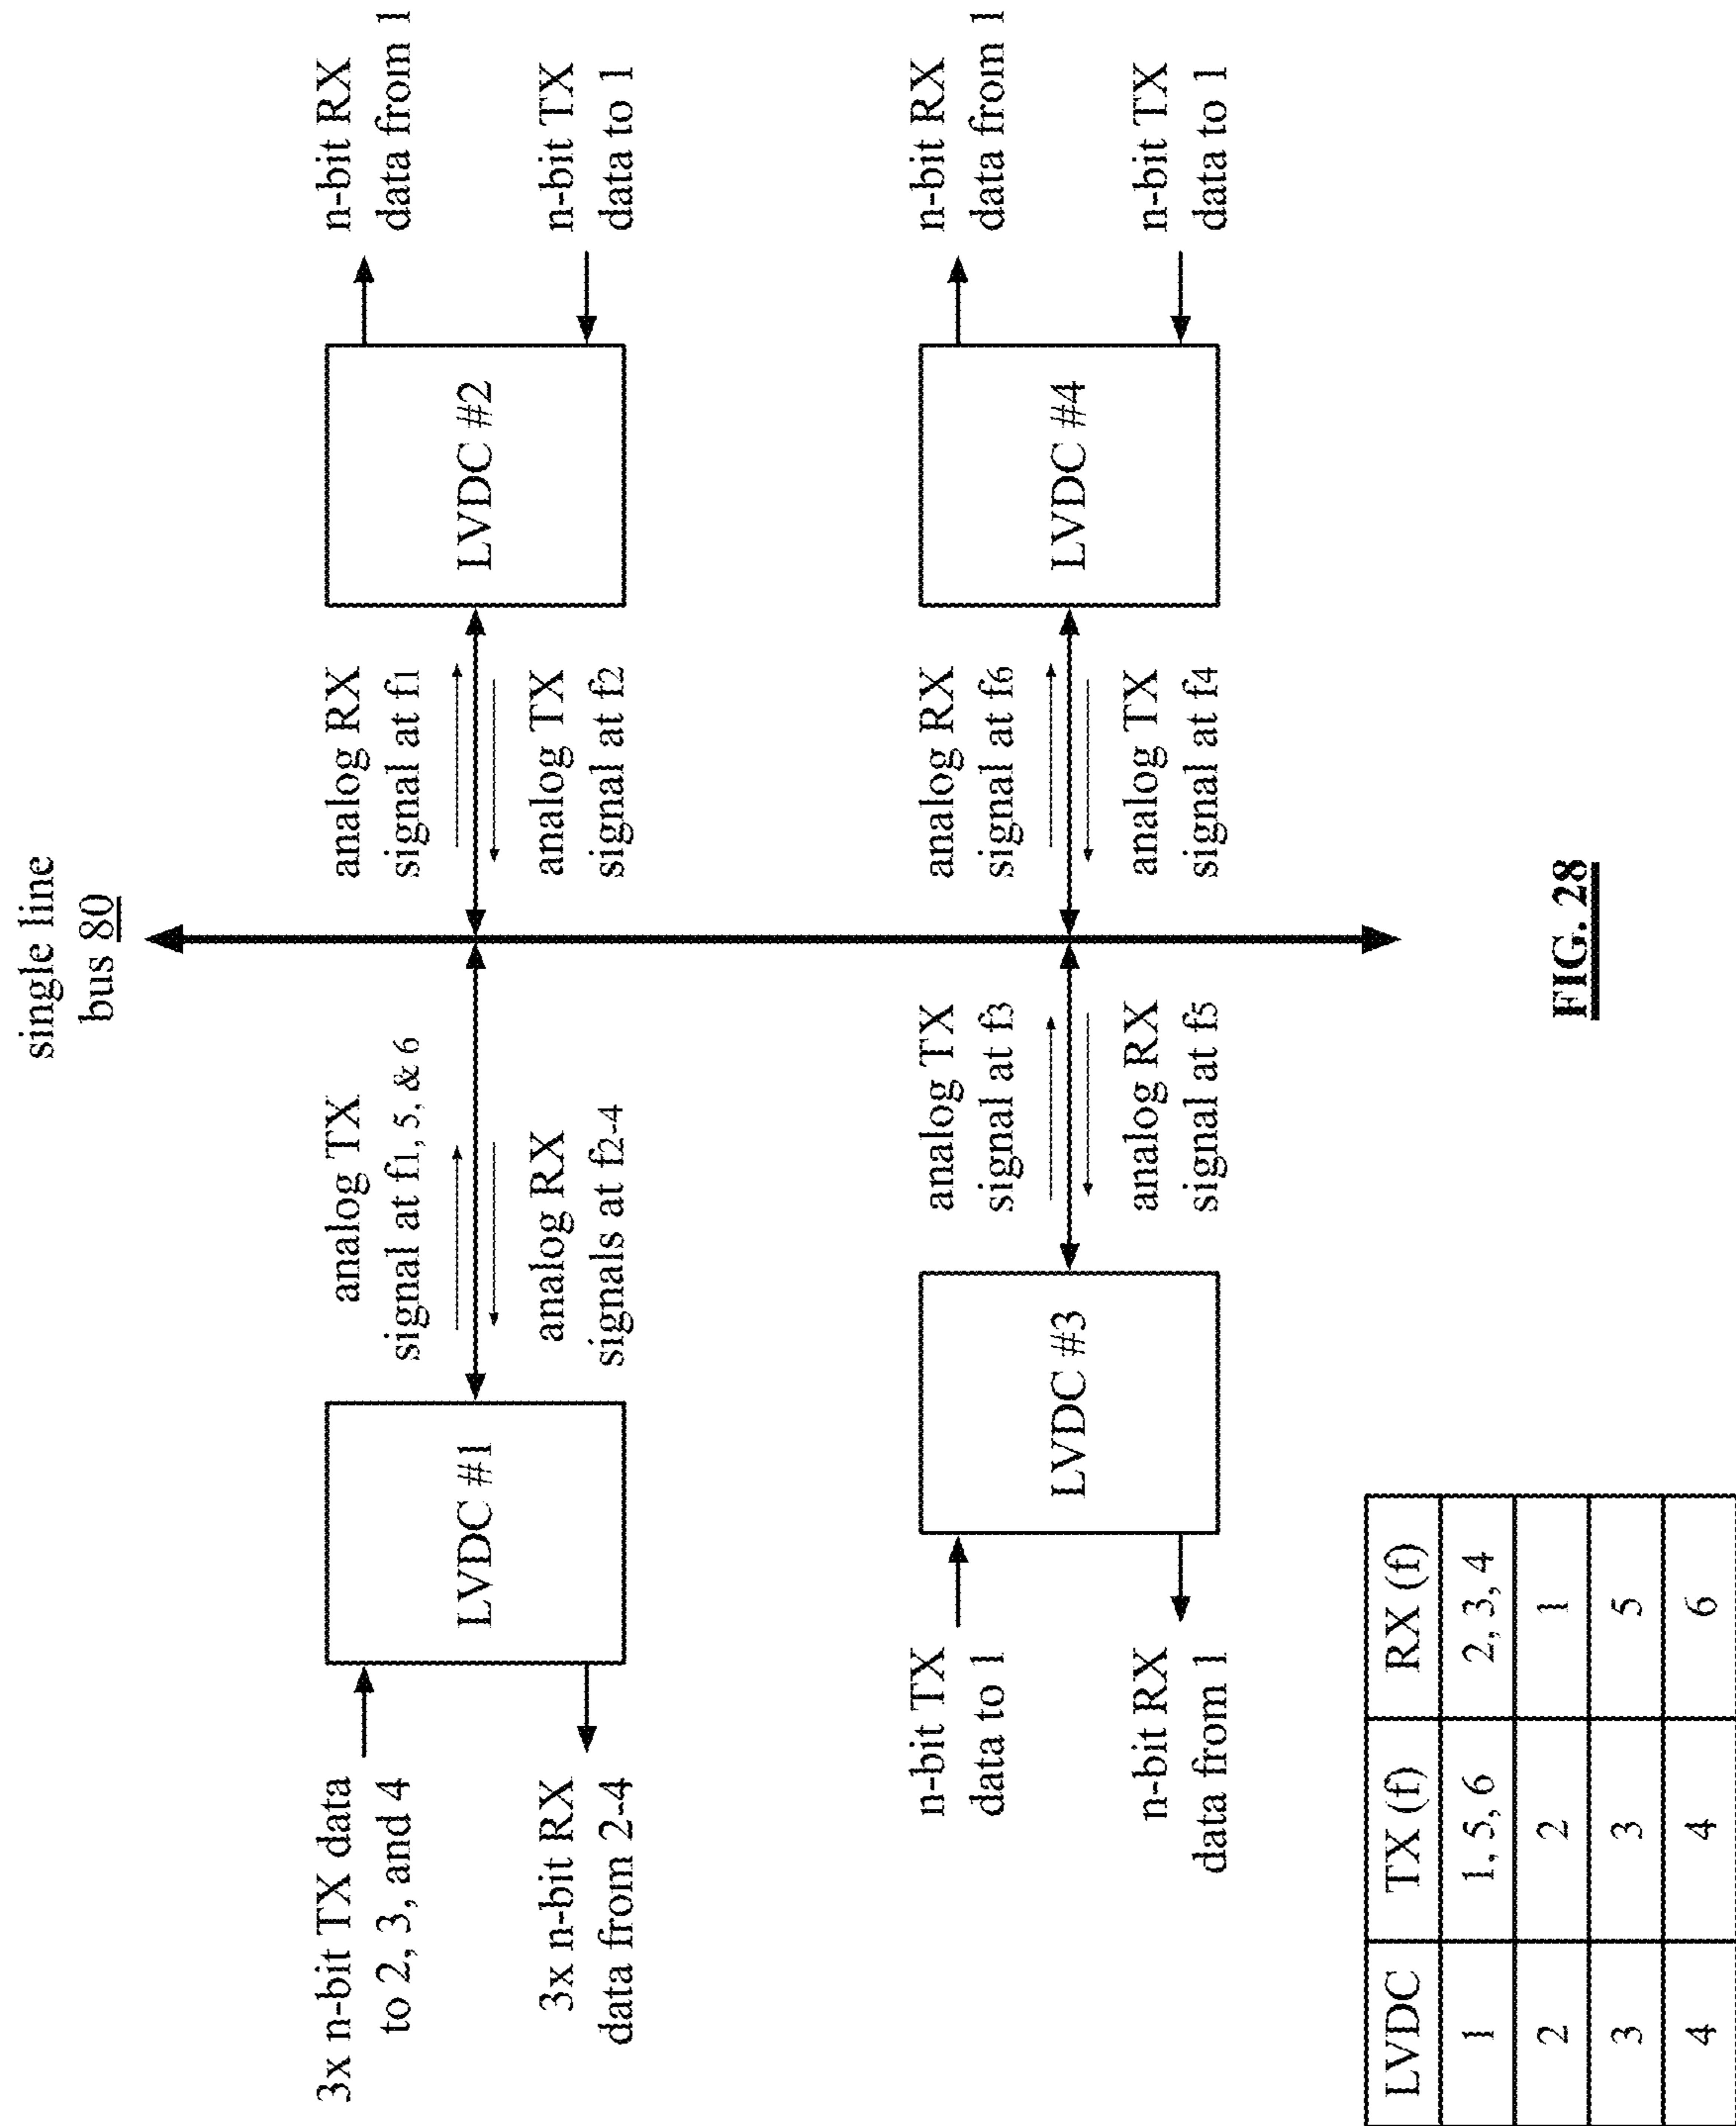 single line
bus 80
3x n-bit TX data
to 2, 3, and 4
3x n-bit RX
data from 2-4
LVDC #1
analog TX
signal at f1, 5, & 6
analog RX
signals at f2-4
analog RX
signal at f1
analog TX
signal at f2
LVDC #2
n-bit RX
data from 1
n-bit TX
data to 1
n-bit TX
data to 1
n-bit RX
data from 1
LVDC #3
analog TX
signal at f3
analog RX
signal at f5
analog RX
signal at f6
analog TX
signal at f4
LVDC #4
n-bit RX
data from 1
n-bit TX
data to 1
LVDC TX (f) RX (f)
1 1, 5, 6 2, 3, 4
2 2 1
3 3 5
4 4 6
FIG. 28